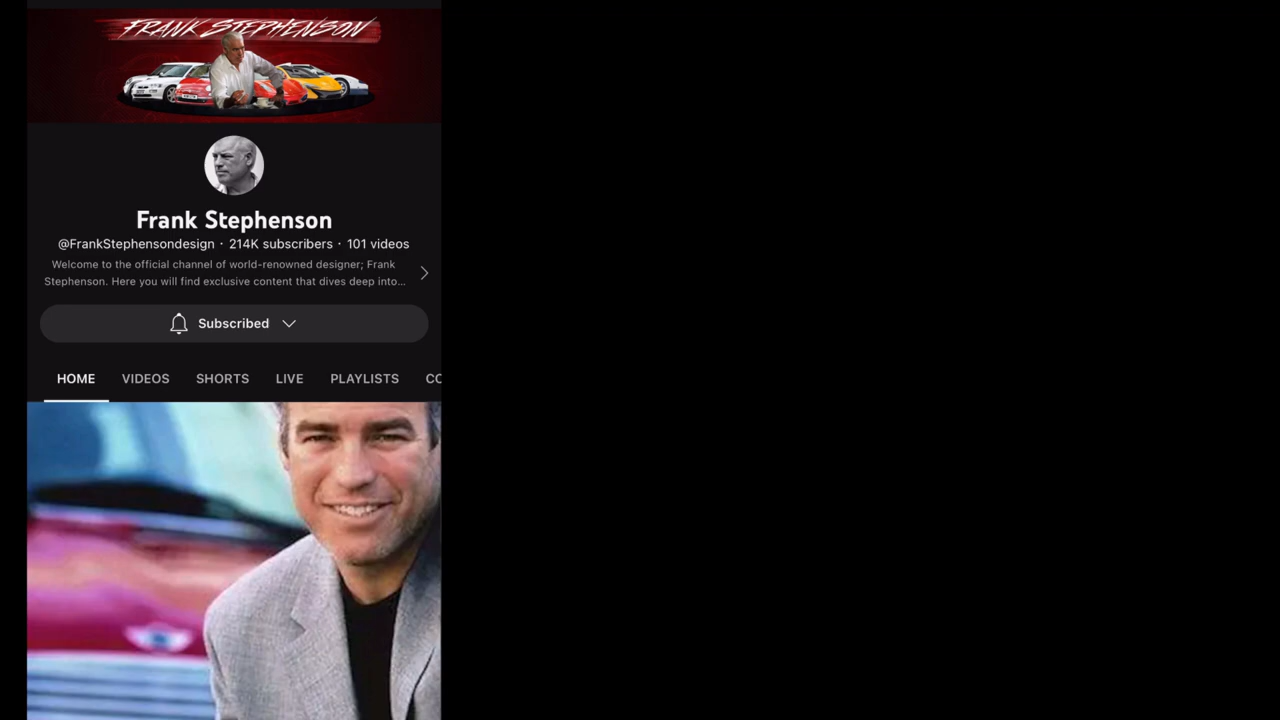 FRANK STEPHENSON
Frank Stephenson
@FrankStephensondesign · 214K subscribers · 101 videos
Welcome to the official channel of world-renowned designer; Frank
Stephenson. Here you will find exclusive content that dives deep into...
Subscribed
HOME VIDEOS SHORTS LIVE PLAYLISTS CO